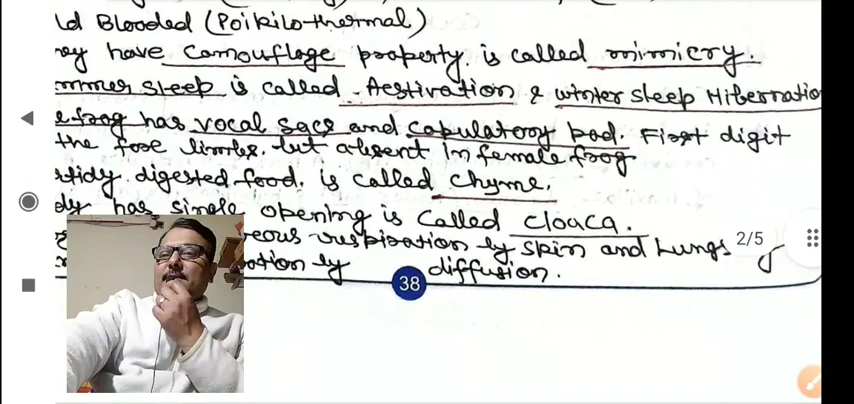 ld Blooded (Poikilo-thermal)
ey have camouflage property is called mimicry.
mmer sleep is called Aestivation & winter sleep Hibernatio
e frog has vocal sacs and copulatory pad. First digit
the fore limbs, but absent in female frog
rtidy digested food. is called chyme.
dy has single opening is called cloaca.
eous respiration by skin and Lungs
ation by diffusion.
2/5
38